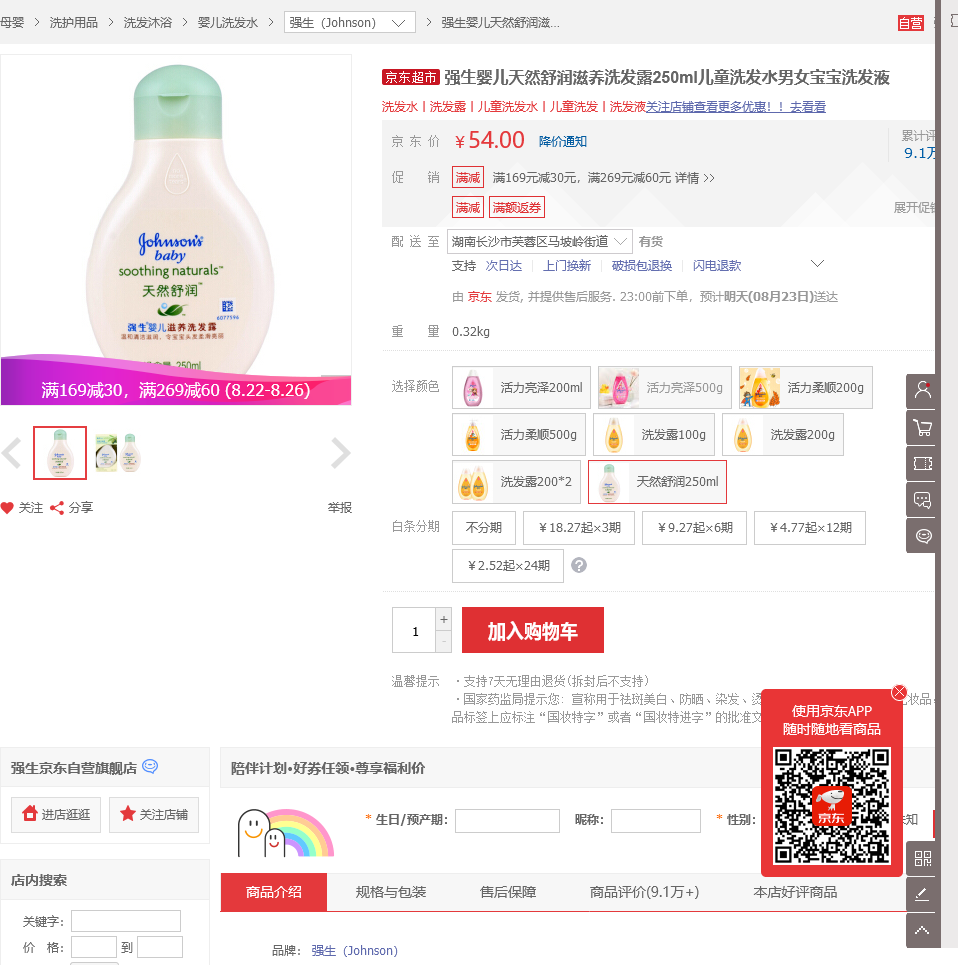 母婴 > 洗护用品 > 洗发沐浴 > 婴儿洗发水 > 强生（Johnson） > 强生婴儿天然舒润滋...
自营
京东超市 强生婴儿天然舒润滋养洗发露250ml儿童洗发水男女宝宝洗发液
洗发水丨洗发露丨儿童洗发水丨儿童洗发丨洗发液关注店铺查看更多优惠！！去看看
京东价 ￥54.00 降价通知
累计评
9.1万
促销 满减 满169元减30元，满269元减60元 详情 >>
满减 满额返券
展开促销
配送至 湖南长沙市芙蓉区马坡岭街道 有货
支持 次日达 上门换新 破损包退换 闪电退款
由 京东 发货, 并提供售后服务. 23:00前下单，预计明天(08月23日)送达
重量 0.32kg
Johnson's
baby
soothing naturals™
天然舒润™
6077596
强生婴儿滋养洗发露
250ml
满169减30，满269减60 (8.22-8.26)
关注 分享 举报
选择颜色 活力亮泽200ml 活力亮泽500g 活力柔顺200g
活力柔顺500g 洗发露100g 洗发露200g
洗发露200*2 天然舒润250ml
白条分期 不分期 ￥18.27起×3期 ￥9.27起×6期 ￥4.77起×12期
￥2.52起×24期 ?
1 + - 加入购物车
温馨提示 ·支持7天无理由退货(拆封后不支持)
·国家药监局提示您：宣称用于祛斑美白、防晒、染发、烫 化妆品
品标签上应标注“国妆特字”或者“国妆特进字”的批准文
使用京东APP
随时随地看商品
京东
强生京东自营旗舰店
进店逛逛 关注店铺
陪伴计划•好券任领•尊享福利价
* 生日/预产期： 昵称： * 性别： 未知
店内搜索
关键字：
价 格： 到
商品介绍 规格与包装 售后保障 商品评价(9.1万+) 本店好评商品
品牌： 强生（Johnson）